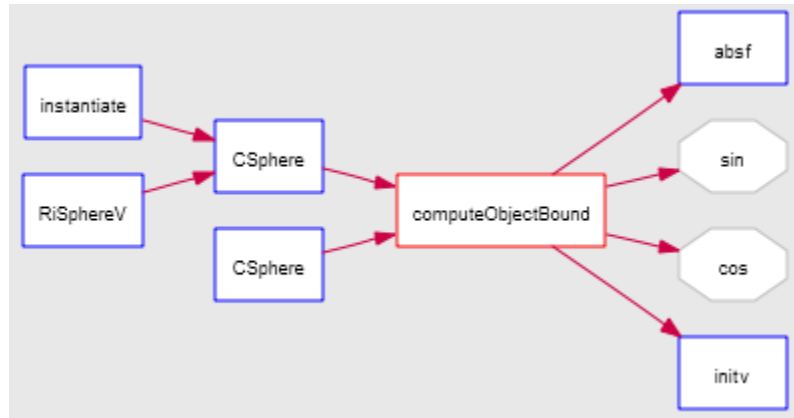 instantiate
RiSphereV
CSphere
CSphere
computeObjectBound
absf
sin
cos
initv